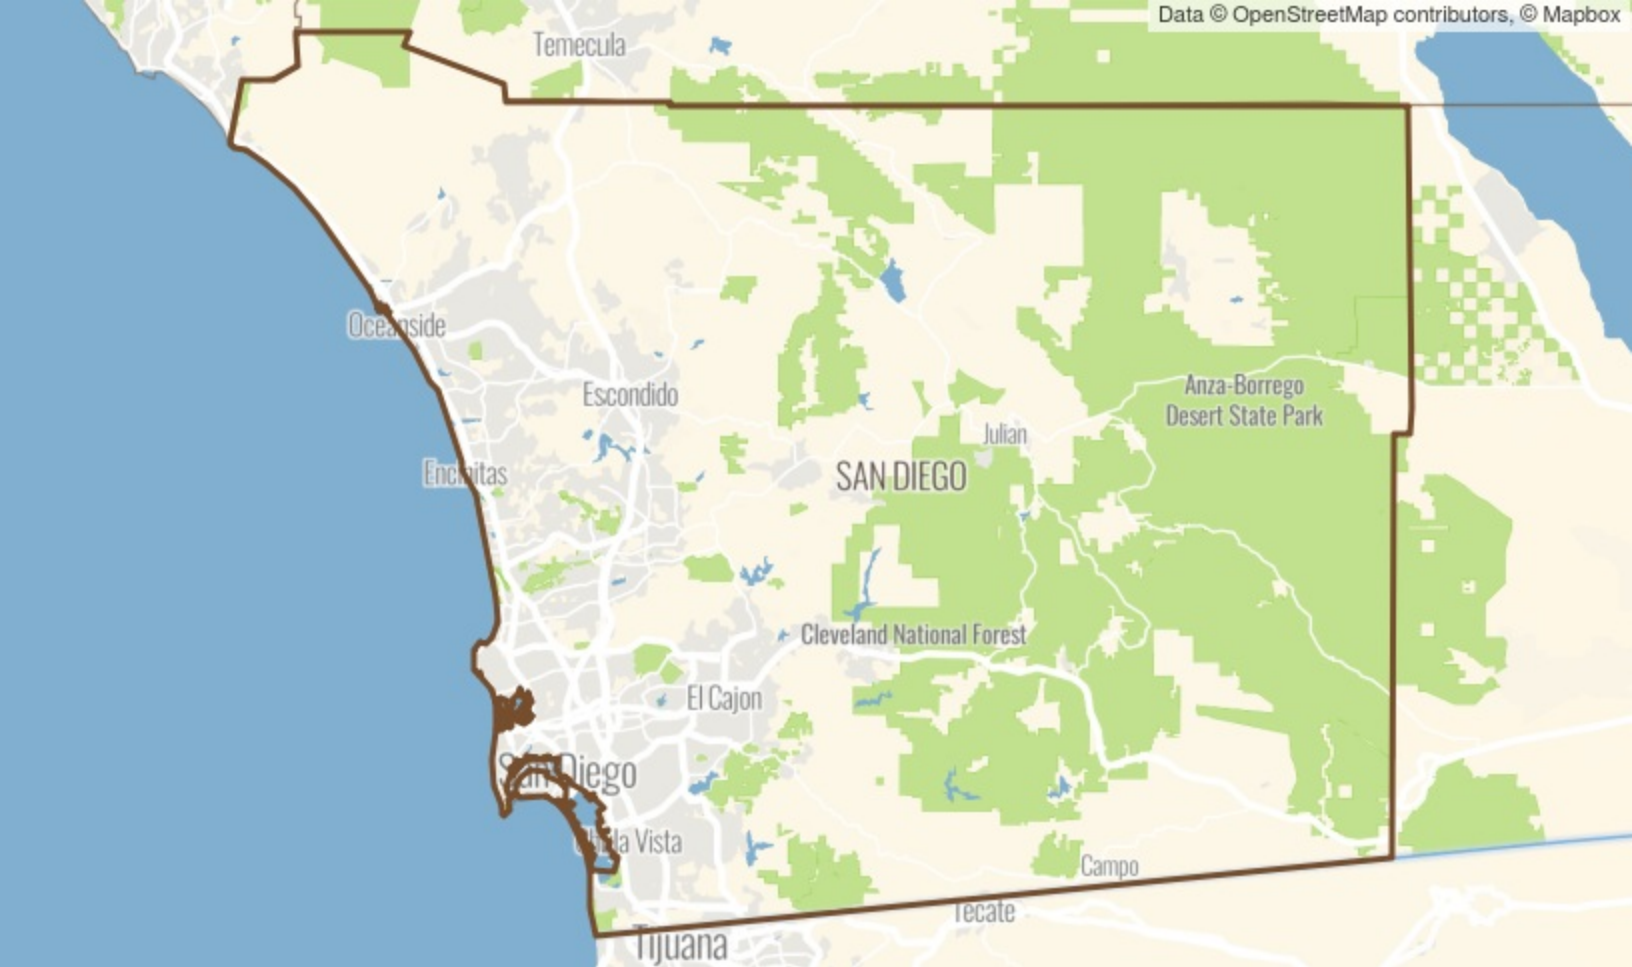 Data © OpenStreetMap contributors, © Mapbox
Temecula
Oceanside
Escondido
Anza-Borrego
Desert State Park
Julian
Encinitas
SAN DIEGO
Cleveland National Forest
El Cajon
San Diego
Chula Vista
Campo
Tecate
Tijuana